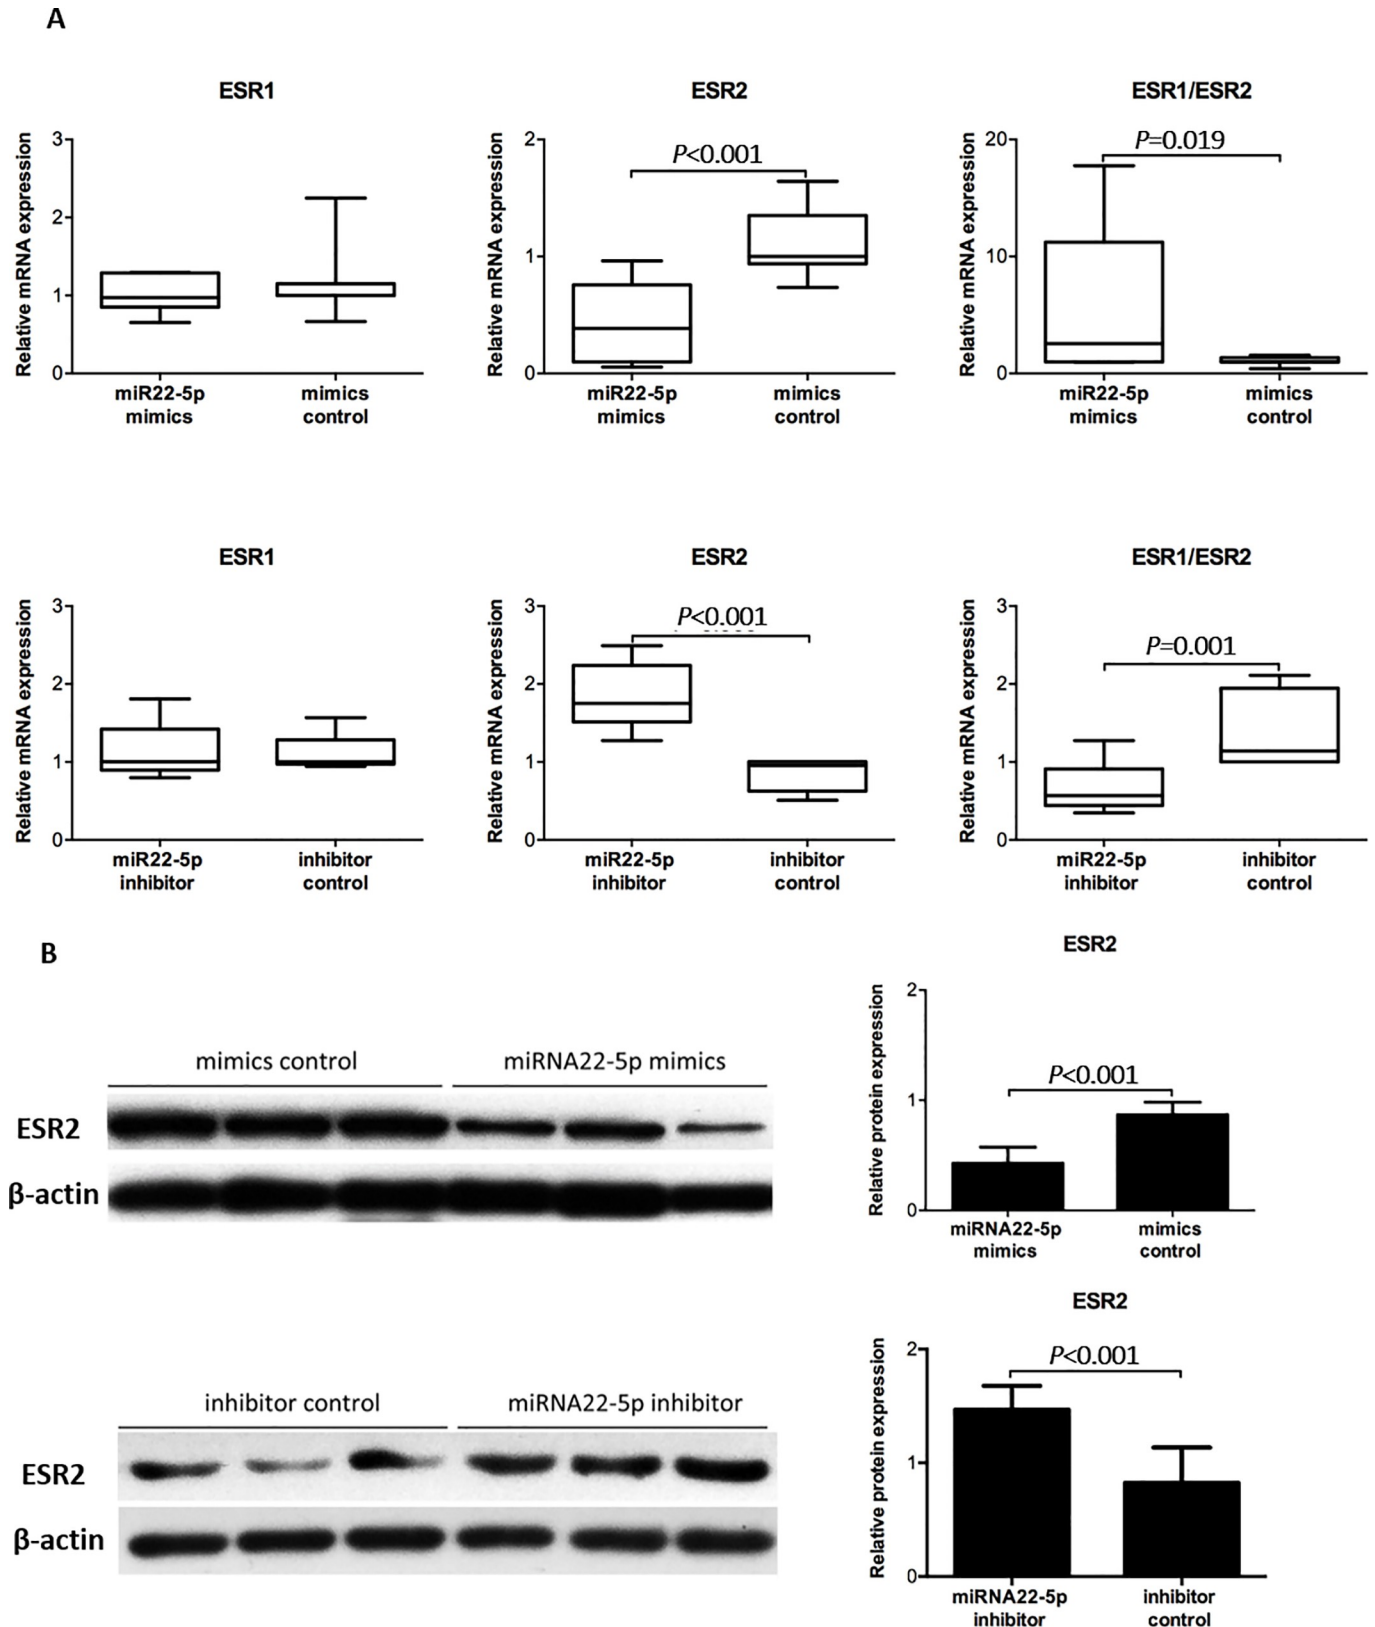 A
ESR1
ESR2
ESR1/ESR2
Relative mRNA expression
3
2
1
0
miR22-5p
mimics
mimics
control
Relative mRNA expression
2
1
0
P<0.001
miR22-5p
mimics
mimics
control
Relative mRNA expression
20
10
0
P=0.019
miR22-5p
mimics
mimics
control
ESR1
ESR2
ESR1/ESR2
Relative mRNA expression
3
2
1
0
miR22-5p
inhibitor
inhibitor
control
Relative mRNA expression
3
2
1
0
P<0.001
miR22-5p
inhibitor
inhibitor
control
Relative mRNA expression
3
2
1
0
P=0.001
miR22-5p
inhibitor
inhibitor
control
B
mimics control
miRNA22-5p mimics
ESR2
β-actin
ESR2
Relative protein expression
2
1
0
P<0.001
miRNA22-5p
mimics
mimics
control
inhibitor control
miRNA22-5p inhibitor
ESR2
β-actin
ESR2
Relative protein expression
2
1
0
P<0.001
miRNA22-5p
inhibitor
inhibitor
control